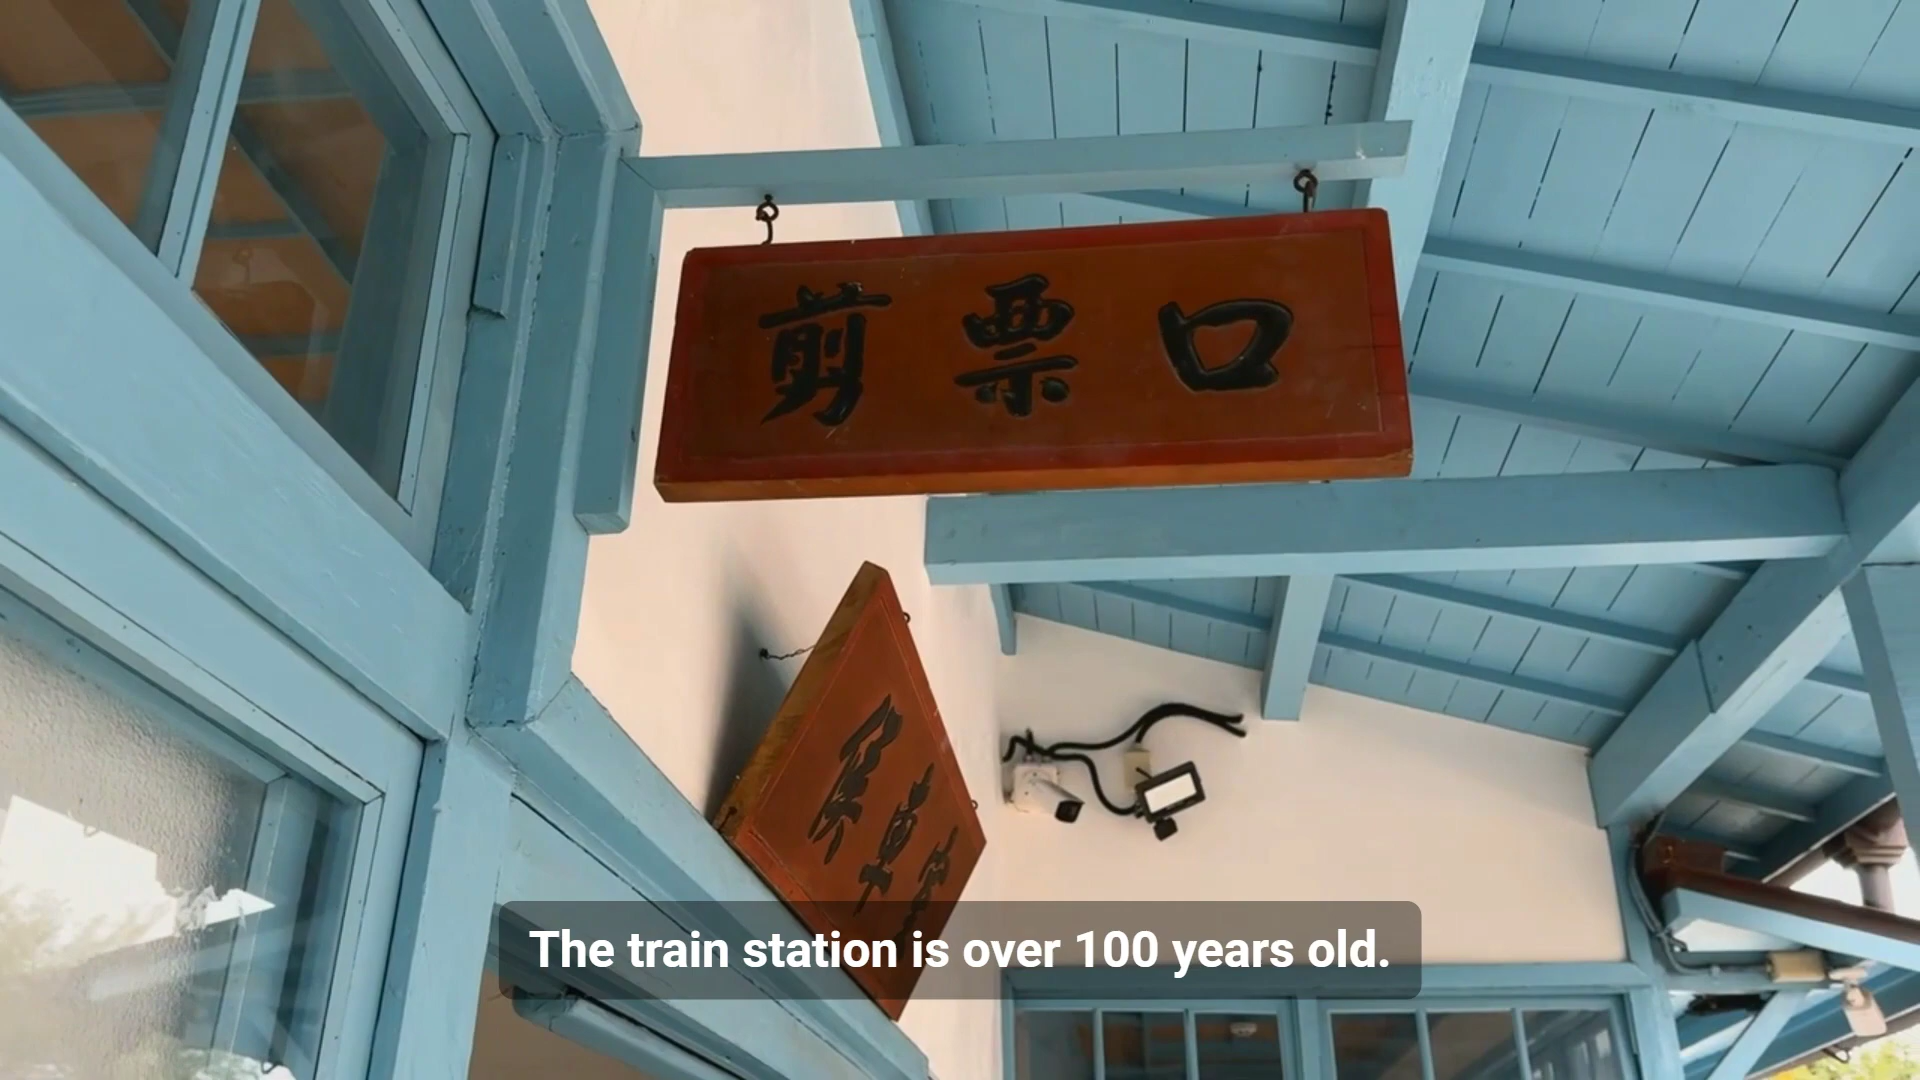 剪票口
The train station is over 100 years old.